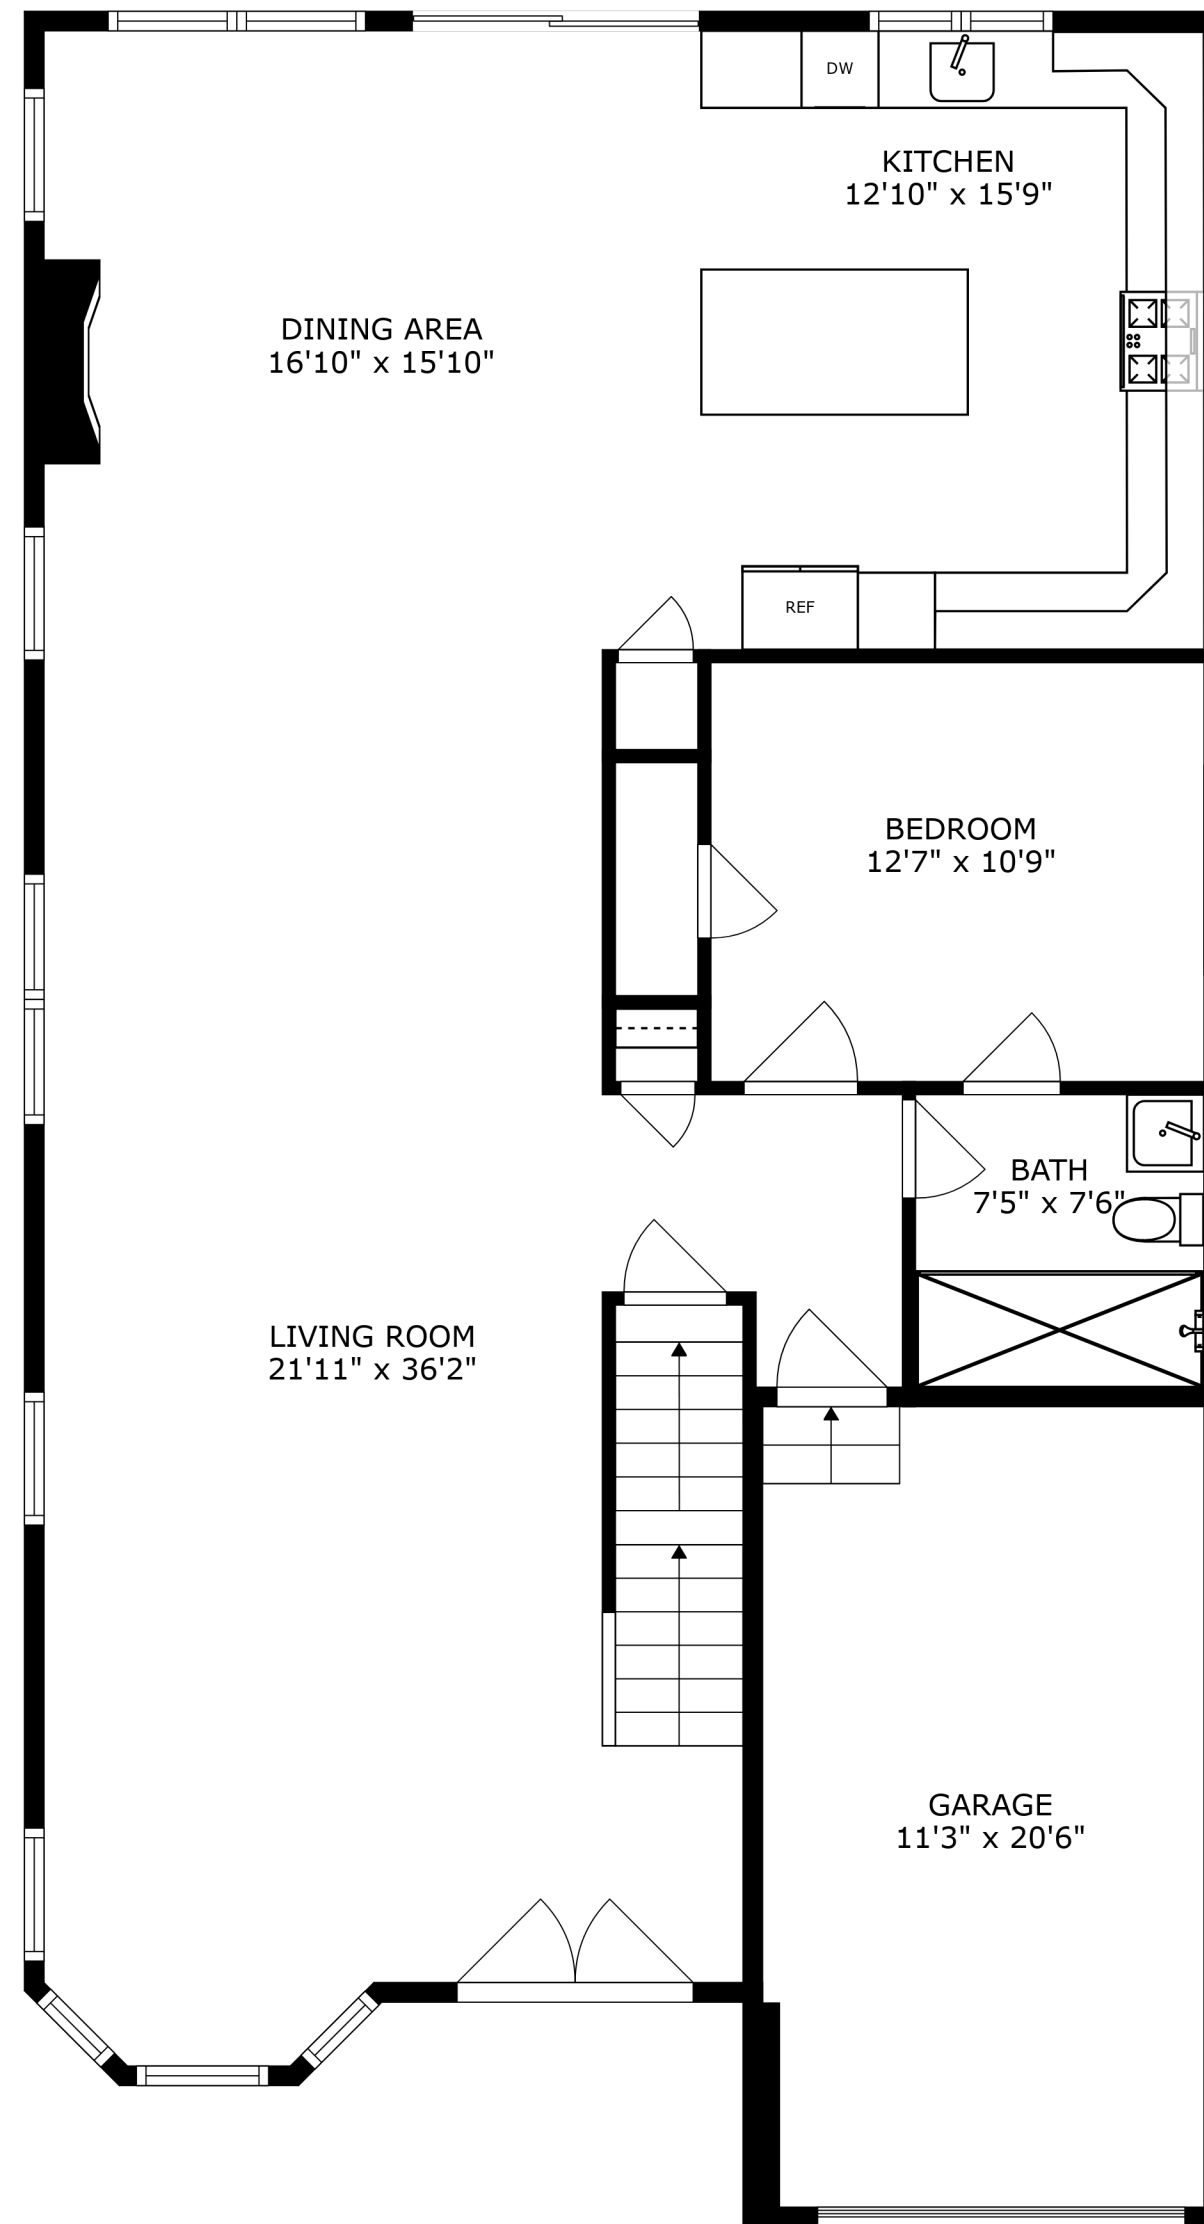 DW
KITCHEN
12'10" x 15'9"
DINING AREA
16'10" x 15'10"
REF
BEDROOM
12'7" x 10'9"
BATH
7'5" x 7'6"
LIVING ROOM
21'11" x 36'2"
GARAGE
11'3" x 20'6"